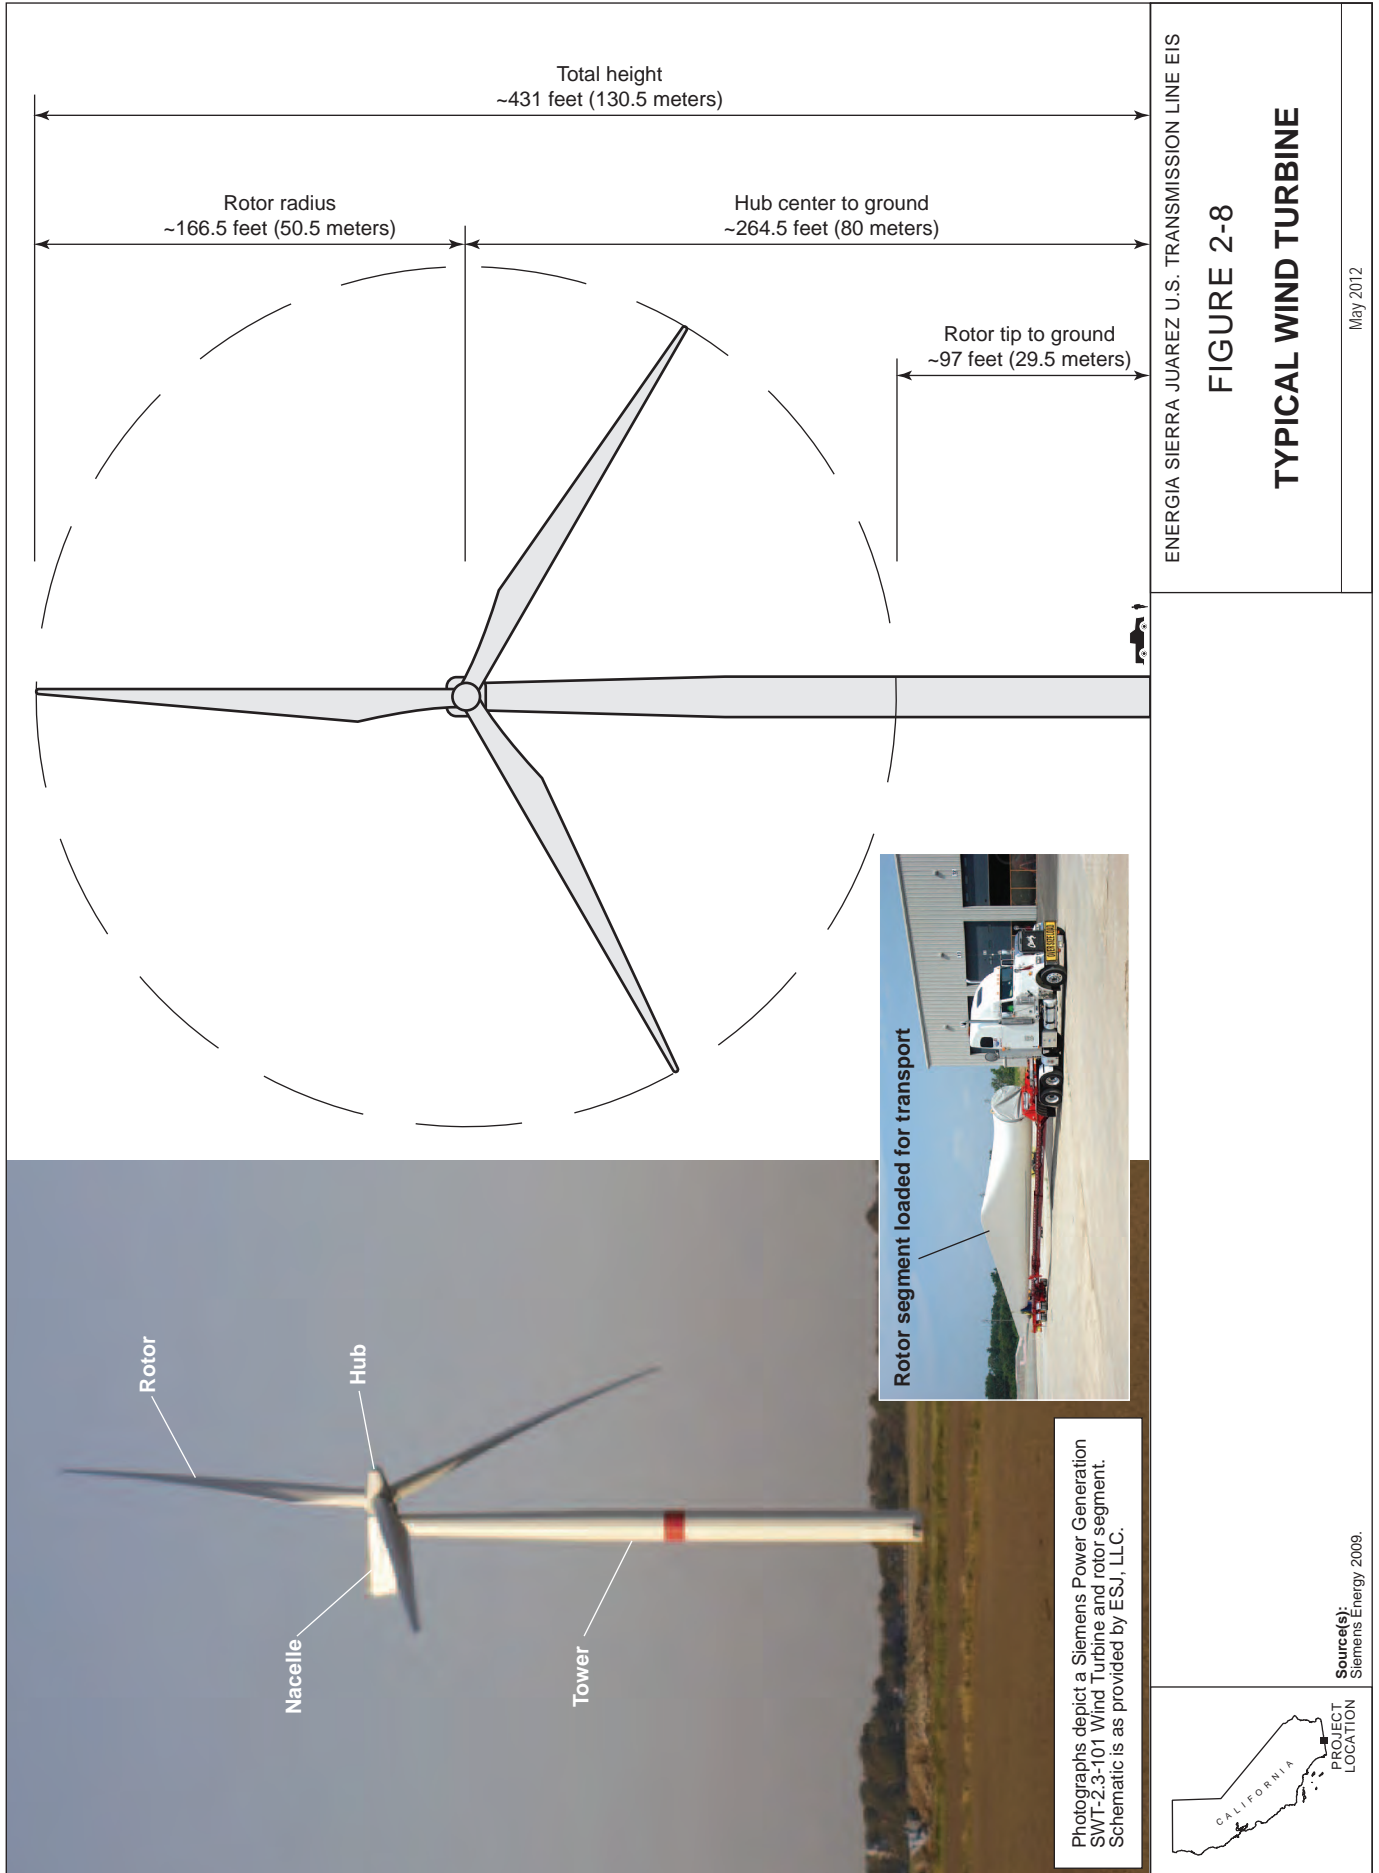 Total height
~431 feet (130.5 meters)
Rotor radius
~166.5 feet (50.5 meters)
Hub center to ground
~264.5 feet (80 meters)
Rotor tip to ground
~97 feet (29.5 meters)
Rotor
Hub
Nacelle
Tower
Rotor segment loaded for transport
OVERSIZE LOAD
Photographs depict a Siemens Power Generation
SWT-2.3-101 Wind Turbine and rotor segment.
Schematic is as provided by ESJ, LLC.
CALIFORNIA
PROJECT
LOCATION
Source(s):
Siemens Energy 2009.
ENERGIA SIERRA JUAREZ U.S. TRANSMISSION LINE EIS
FIGURE 2-8
TYPICAL WIND TURBINE
May 2012